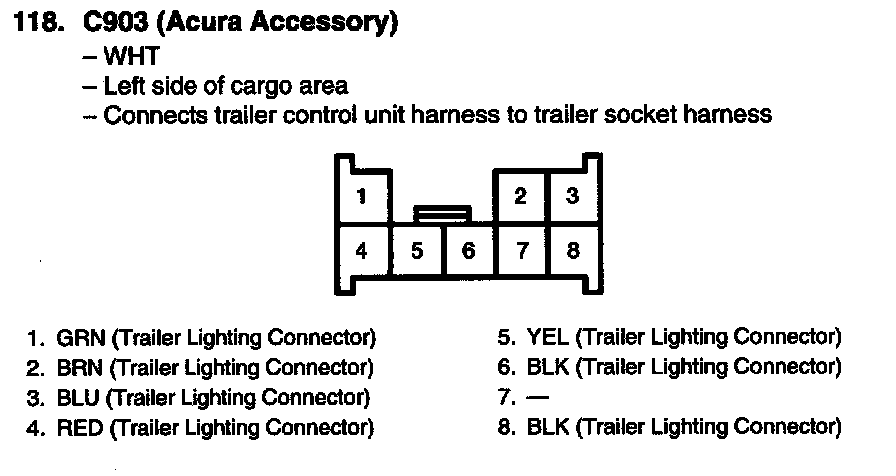 118. C903 (Acura Accessory)
– WHT
– Left side of cargo area
– Connects trailer control unit harness to trailer socket harness
1 2 3
4 5 6 7 8
1. GRN (Trailer Lighting Connector)
2. BRN (Trailer Lighting Connector)
3. BLU (Trailer Lighting Connector)
4. RED (Trailer Lighting Connector)
5. YEL (Trailer Lighting Connector)
6. BLK (Trailer Lighting Connector)
7. —
8. BLK (Trailer Lighting Connector)